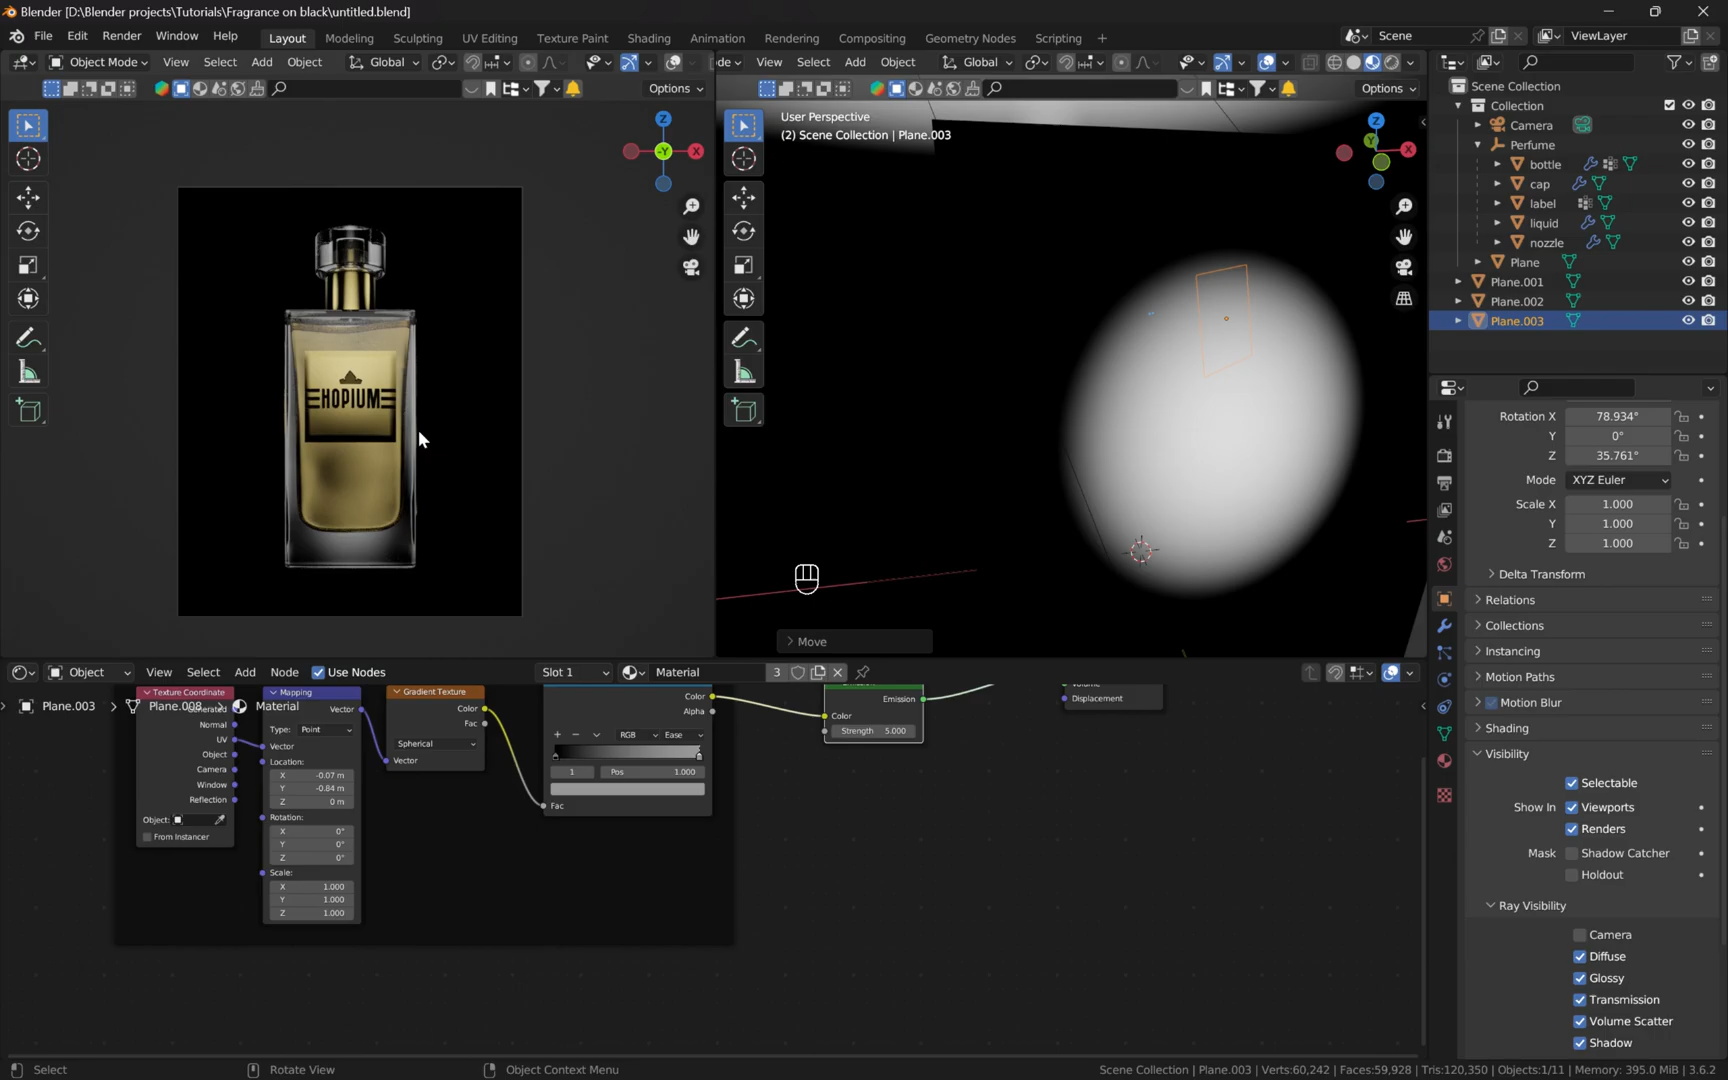 Blender [D:\Blender projects\Tutorials\Fragrance on black\untitled.blend]
File Edit Render Window Help Layout Modeling Sculpting UV Editing Texture Paint Shading Animation Rendering Compositing Geometry Nodes Scripting + Scene ViewLayer
Object Mode View Select Add Object Global
Options
HOPIUM
Z
-Y
X
de View Select Add Object Global
Options
User Perspective
(2) Scene Collection | Plane.003
Z
Y
X
> Move
Scene Collection
Collection
Camera
Perfume
bottle
cap
label
liquid
nozzle
Plane
Plane.001
Plane.002
Plane.003
Rotation X 78.934°
Y 0°
Z 35.761°
Mode XYZ Euler
Scale X 1.000
Y 1.000
Z 1.000
Delta Transform
Relations
Collections
Instancing
Motion Paths
Motion Blur
Shading
Visibility
Selectable
Show In Viewports
Renders
Mask Shadow Catcher
Holdout
Ray Visibility
Camera
Diffuse
Glossy
Transmission
Volume Scatter
Shadow
Object View Select Add Node Use Nodes Slot 1 Material 3
Plane.003 > Plane.008 > Material
Texture Coordinate
Generated
Normal
UV
Object
Camera
Window
Reflection
Object:
From Instancer
Mapping
Vector
Type: Point
Vector
Location:
X -0.07 m
Y -0.84 m
Z 0 m
Rotation:
X 0°
Y 0°
Z 0°
Scale:
X 1.000
Y 1.000
Z 1.000
Gradient Texture
Color
Fac
Spherical
Vector
Color
Alpha
+ − RGB Ease
1 Pos 1.000
Fac
Emission
Color
Strength 5.000
Displacement
Select Rotate View Object Context Menu
Scene Collection | Plane.003 | Verts:60,242 | Faces:59,928 | Tris:120,350 | Objects:1/11 | Memory: 395.0 MiB | 3.6.2